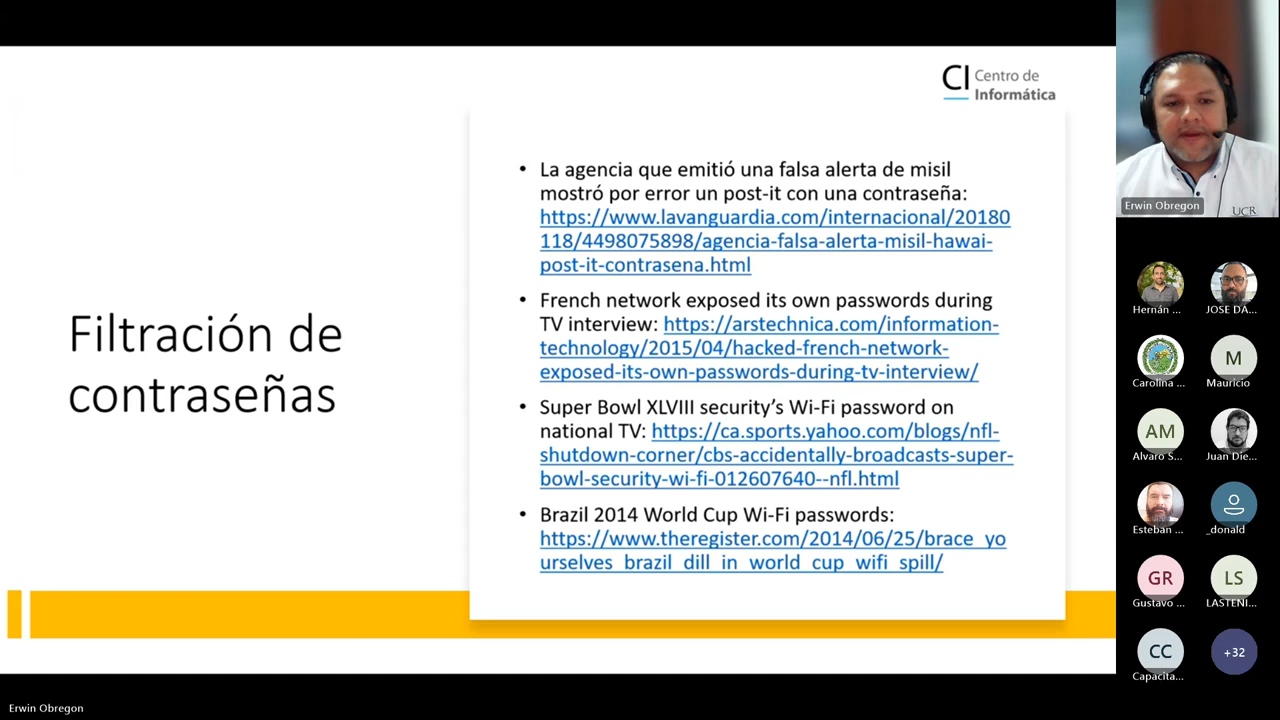 CI Centro de
Informática
Filtración de
contraseñas
• La agencia que emitió una falsa alerta de misil
mostró por error un post-it con una contraseña:
https://www.lavanguardia.com/internacional/20180
118/4498075898/agencia-falsa-alerta-misil-hawai-
post-it-contrasena.html
• French network exposed its own passwords during
TV interview: https://arstechnica.com/information-
technology/2015/04/hacked-french-network-
exposed-its-own-passwords-during-tv-interview/
• Super Bowl XLVIII security’s Wi-Fi password on
national TV: https://ca.sports.yahoo.com/blogs/nfl-
shutdown-corner/cbs-accidentally-broadcasts-super-
bowl-security-wi-fi-012607640--nfl.html
• Brazil 2014 World Cup Wi-Fi passwords:
https://www.theregister.com/2014/06/25/brace_yo
urselves_brazil_dill_in_world_cup_wifi_spill/
UCR
Erwin Obregon
Hernán ...
JOSE DA...
Carolina ...
M
Mauricio
AM
Alvaro S...
Juan Die...
Esteban ...
_donald
GR
Gustavo ...
LS
LASTENI...
CC
Capacita...
+32
Erwin Obregon